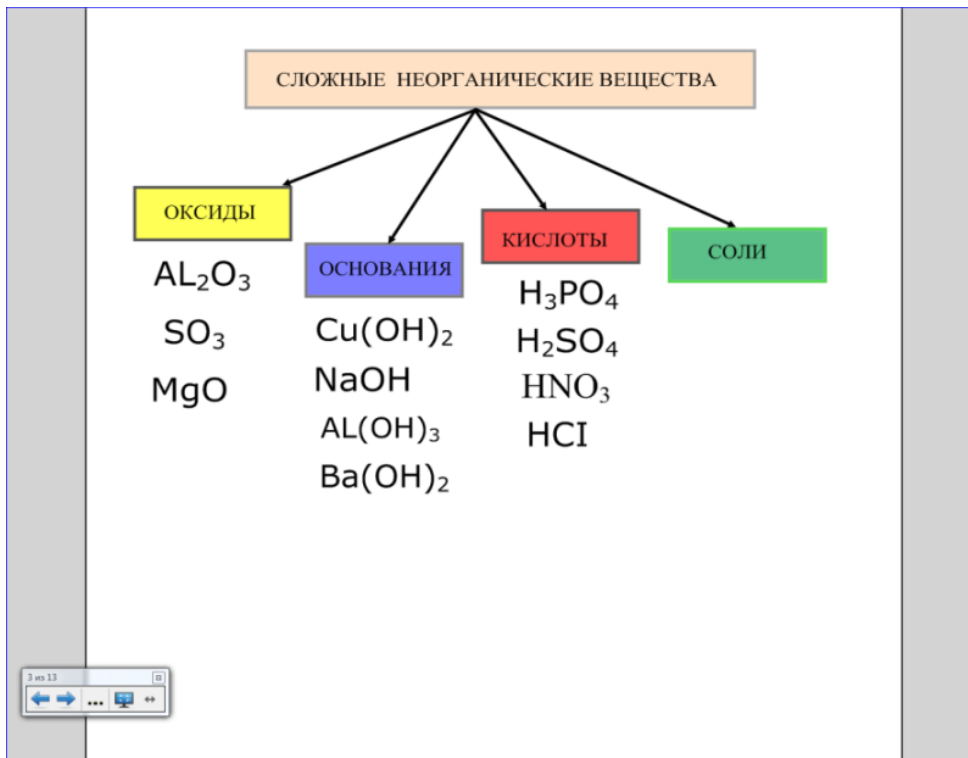 СЛОЖНЫЕ НЕОРГАНИЧЕСКИЕ ВЕЩЕСТВА
ОКСИДЫ
AL₂O₃
SO₃
MgO
ОСНОВАНИЯ
Cu(OH)₂
NaOH
AL(OH)₃
Ba(OH)₂
КИСЛОТЫ
H₃PO₄
H₂SO₄
HNO₃
HCI
СОЛИ
3 из 13